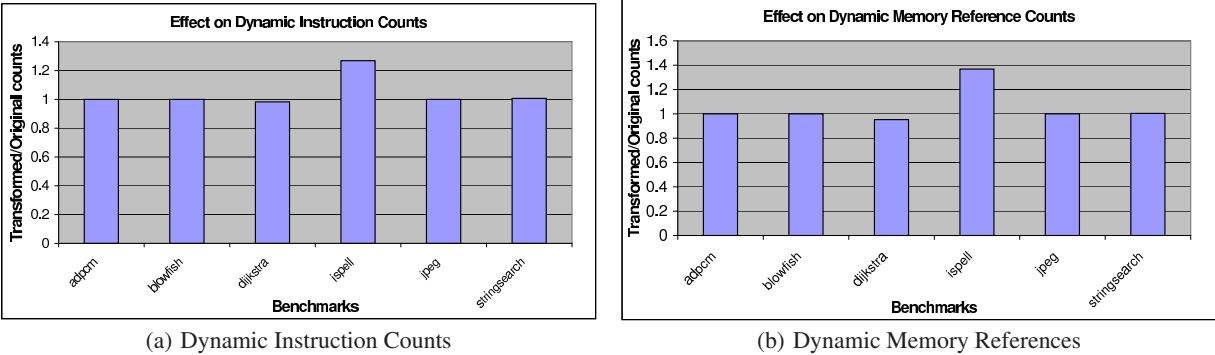 Effect on Dynamic Instruction Counts
Transformed/Original counts
1.4
1.2
1
0.8
0.6
0.4
0.2
0
adpcm
blowfish
dijkstra
ispell
jpeg
stringsearch
Benchmarks
(a) Dynamic Instruction Counts
Effect on Dynamic Memory Reference Counts
Transformed/Original counts
1.6
1.4
1.2
1
0.8
0.6
0.4
0.2
0
adpcm
blowfish
dijkstra
ispell
jpeg
stringsearch
Benchmarks
(b) Dynamic Memory References